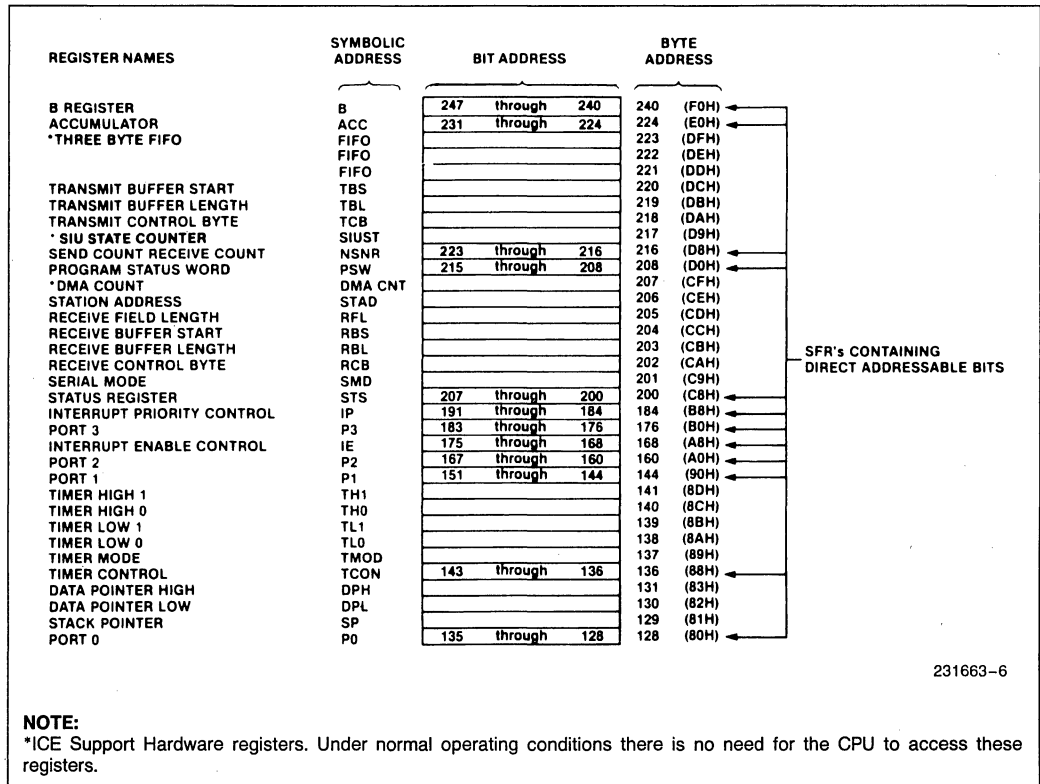 REGISTER NAMES SYMBOLIC ADDRESS BIT ADDRESS BYTE ADDRESS
B REGISTER B 247 through 240 240 (F0H)
ACCUMULATOR ACC 231 through 224 224 (E0H)
*THREE BYTE FIFO FIFO 223 (DFH)
FIFO 222 (DEH)
FIFO 221 (DDH)
TRANSMIT BUFFER START TBS 220 (DCH)
TRANSMIT BUFFER LENGTH TBL 219 (DBH)
TRANSMIT CONTROL BYTE TCB 218 (DAH)
* SIU STATE COUNTER SIUST 217 (D9H)
SEND COUNT RECEIVE COUNT NSNR 223 through 216 216 (D8H)
PROGRAM STATUS WORD PSW 215 through 208 208 (D0H)
*DMA COUNT DMA CNT 207 (CFH)
STATION ADDRESS STAD 206 (CEH)
RECEIVE FIELD LENGTH RFL 205 (CDH)
RECEIVE BUFFER START RBS 204 (CCH)
RECEIVE BUFFER LENGTH RBL 203 (CBH)
RECEIVE CONTROL BYTE RCB 202 (CAH)
SERIAL MODE SMD 201 (C9H)
STATUS REGISTER STS 207 through 200 200 (C8H)
INTERRUPT PRIORITY CONTROL IP 191 through 184 184 (B8H)
PORT 3 P3 183 through 176 176 (B0H)
INTERRUPT ENABLE CONTROL IE 175 through 168 168 (A8H)
PORT 2 P2 167 through 160 160 (A0H)
PORT 1 P1 151 through 144 144 (90H)
TIMER HIGH 1 TH1 141 (8DH)
TIMER HIGH 0 TH0 140 (8CH)
TIMER LOW 1 TL1 139 (8BH)
TIMER LOW 0 TL0 138 (8AH)
TIMER MODE TMOD 137 (89H)
TIMER CONTROL TCON 143 through 136 136 (88H)
DATA POINTER HIGH DPH 131 (83H)
DATA POINTER LOW DPL 130 (82H)
STACK POINTER SP 129 (81H)
PORT 0 P0 135 through 128 128 (80H)
SFR's CONTAINING
DIRECT ADDRESSABLE BITS
231663–6
NOTE:
*ICE Support Hardware registers. Under normal operating conditions there is no need for the CPU to access these
registers.